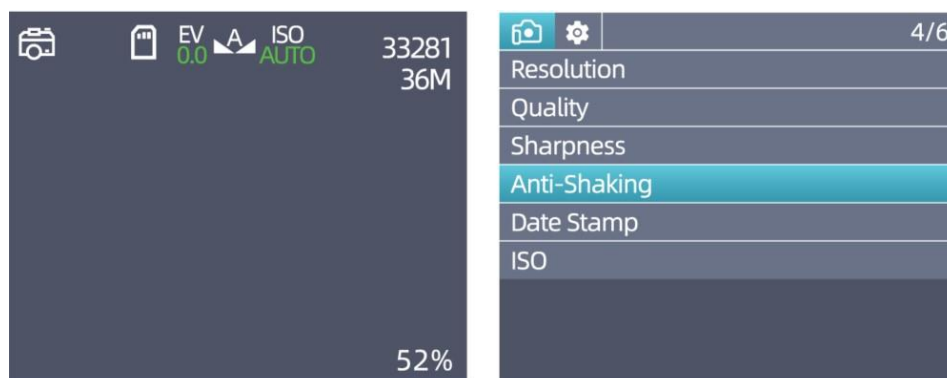 EV A ISO
0.0 AUTO
33281
36M
52%
4/6
Resolution
Quality
Sharpness
Anti-Shaking
Date Stamp
ISO